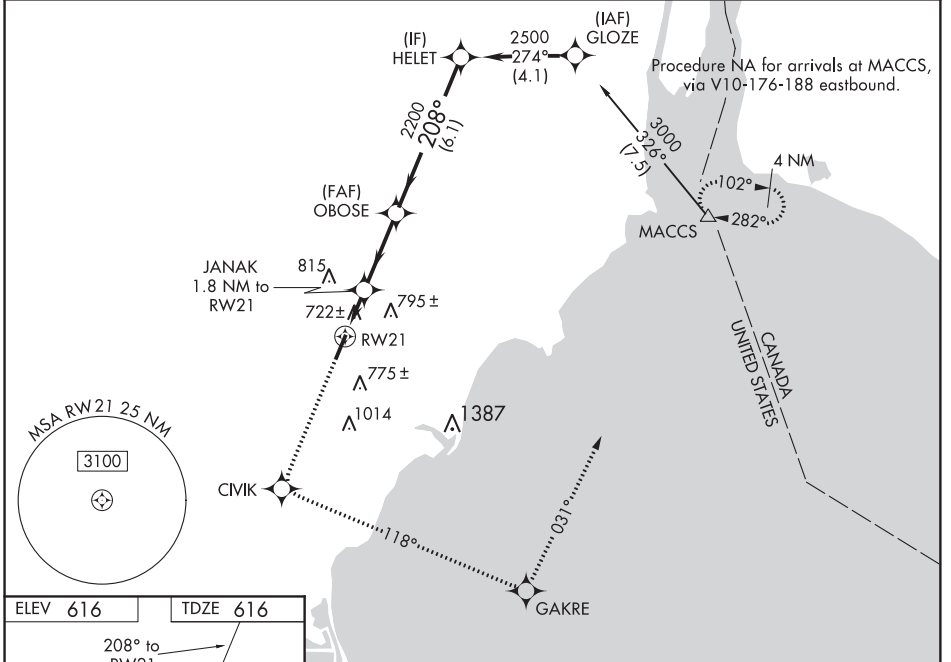 (IF)
HELET
2500
274°
(4.1)
(IAF)
GLOZE
Procedure NA for arrivals at MACCS,
via V10-176-188 eastbound.
2200
208°
(6.1)
3000
326°
(7.5)
4 NM
102°
282°
MACCS
(FAF)
OBOSE
JANAK
1.8 NM to
RW21
815
722±
795±
RW21
775±
1014
1387
CANADA
UNITED STATES
MSA RW21 25 NM
3100
CIVIK
118°
031°
GAKRE
ELEV 616
TDZE 616
208° to
RW21